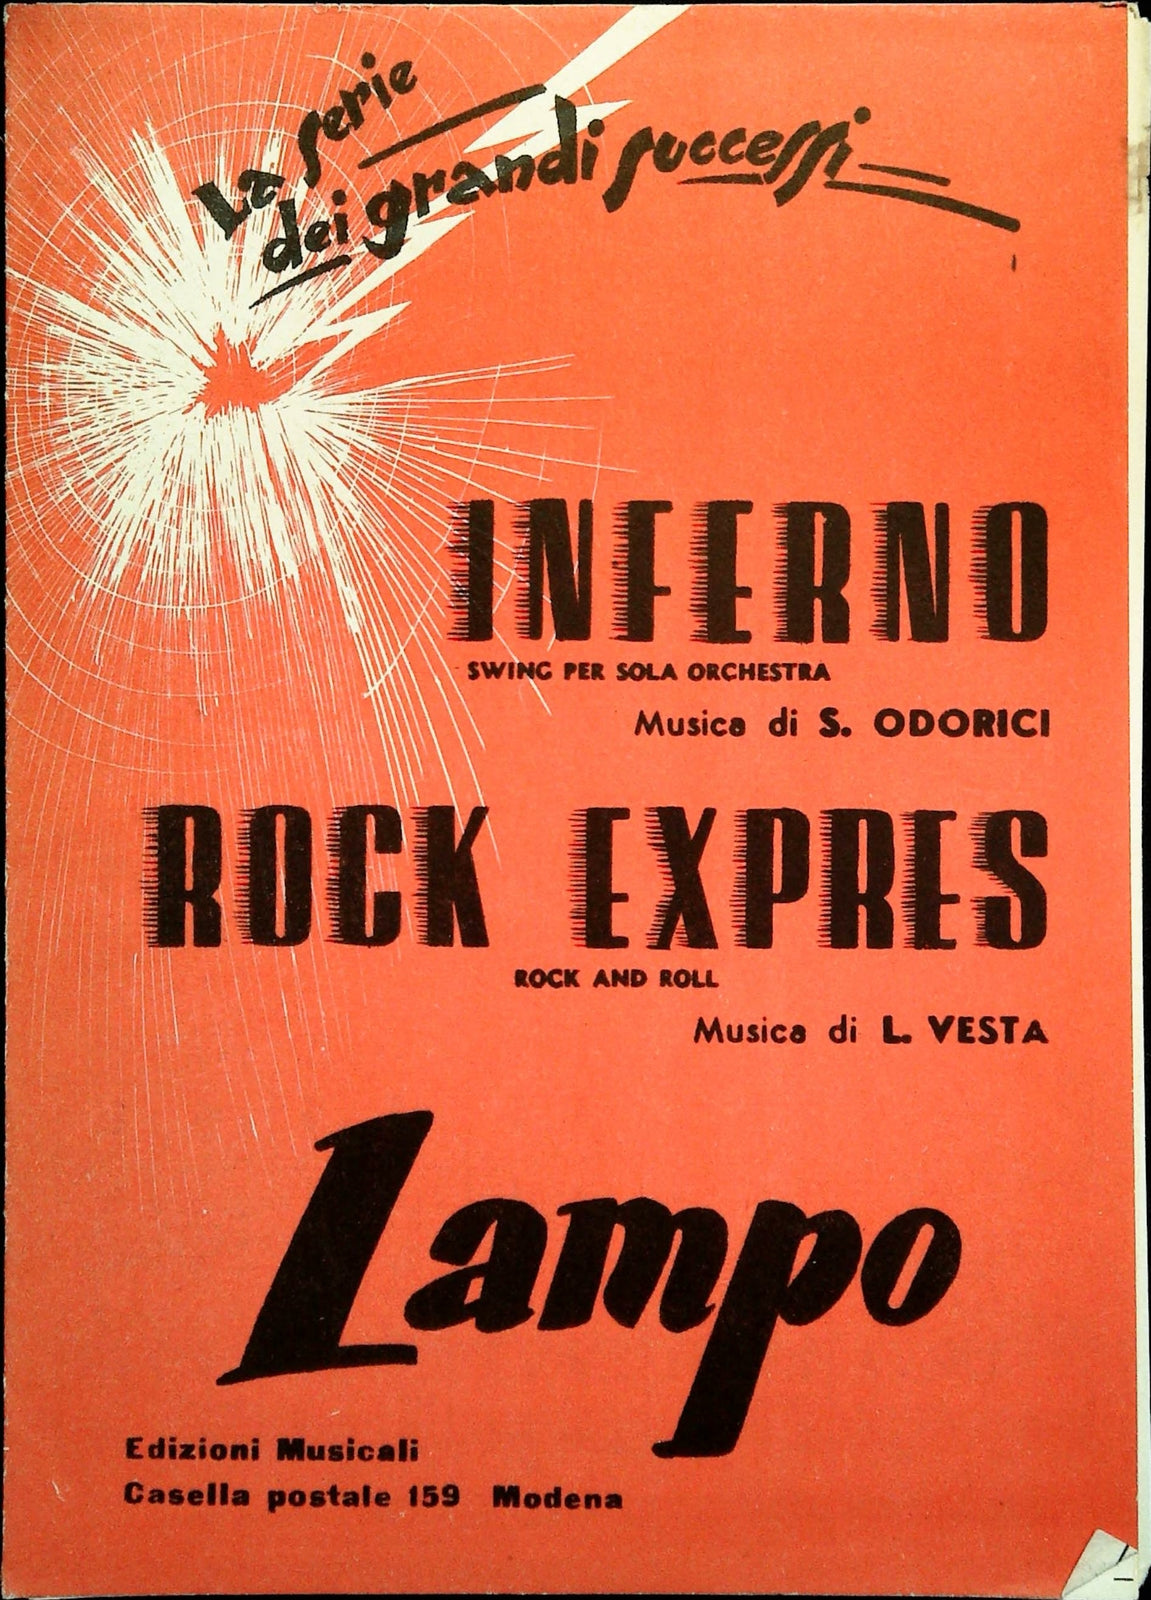 La serie
dei grandi successi
INFERNO
SWING PER SOLA ORCHESTRA
Musica di S. ODORICI
ROCK EXPRES
ROCK AND ROLL
Musica di L. VESTA
Lampo
Edizioni Musicali
Casella postale 159 Modena